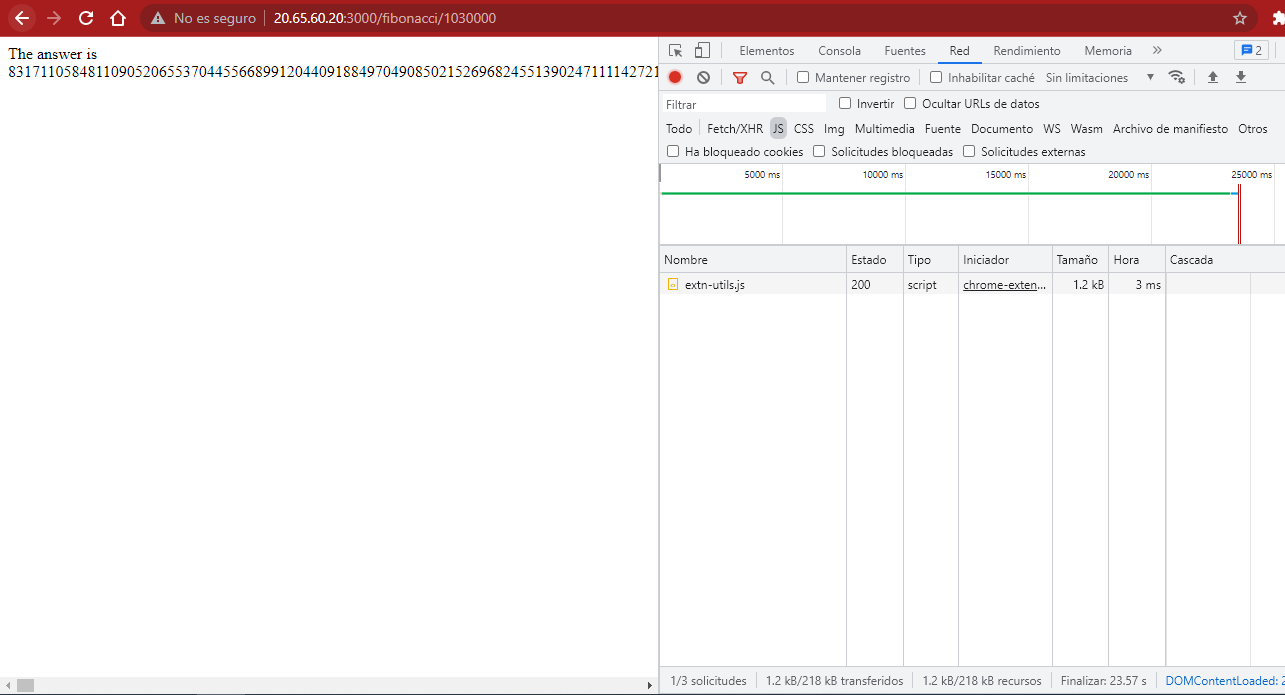 No es seguro 20.65.60.20:3000/fibonacci/1030000
The answer is
8317110584811090520655370445566899120440918849704908502152696824551390247111142721
Elementos Consola Fuentes Red Rendimiento Memoria » 2
Mantener registro Inhabilitar caché Sin limitaciones
Filtrar Invertir Ocultar URLs de datos
Todo Fetch/XHR JS CSS Img Multimedia Fuente Documento WS Wasm Archivo de manifiesto Otros
Ha bloqueado cookies Solicitudes bloqueadas Solicitudes externas
5000 ms 10000 ms 15000 ms 20000 ms 25000 ms
Nombre Estado Tipo Iniciador Tamaño Hora Cascada
extn-utils.js 200 script chrome-exten... 1.2 kB 3 ms
1/3 solicitudes 1.2 kB/218 kB transferidos 1.2 kB/218 kB recursos Finalizar: 23.57 s DOMContentLoaded: 2